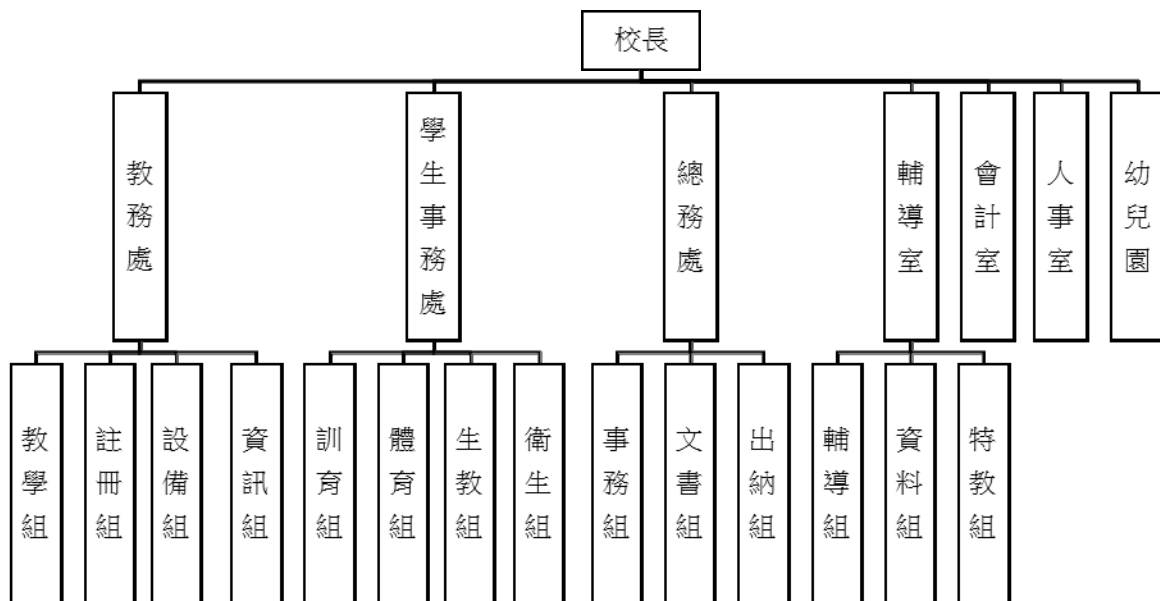 校長
教務處
學生事務處
總務處
輔導室
會計室
人事室
幼兒園
教學組
註冊組
設備組
資訊組
訓育組
體育組
生教組
衛生組
事務組
文書組
出納組
輔導組
資料組
特教組